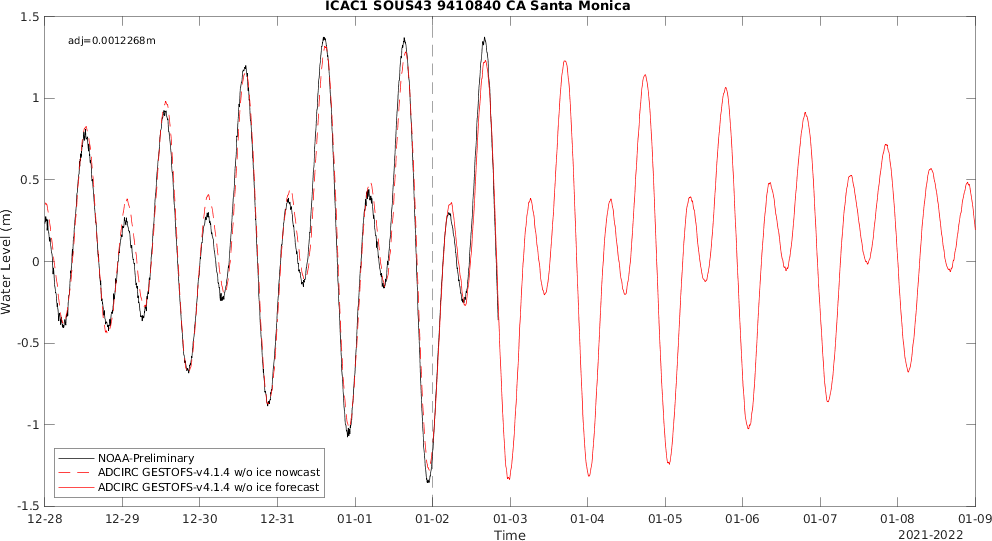 ICAC1 SOUS43 9410840 CA Santa Monica
adj=0.0012268m
1.5
1
0.5
0
-0.5
-1
-1.5
Water Level (m)
NOAA-Preliminary
ADCIRC GESTOFS-v4.1.4 w/o ice nowcast
ADCIRC GESTOFS-v4.1.4 w/o ice forecast
12-28 12-29 12-30 12-31 01-01 01-02 01-03 01-04 01-05 01-06 01-07 01-08 01-09
Time
2021-2022